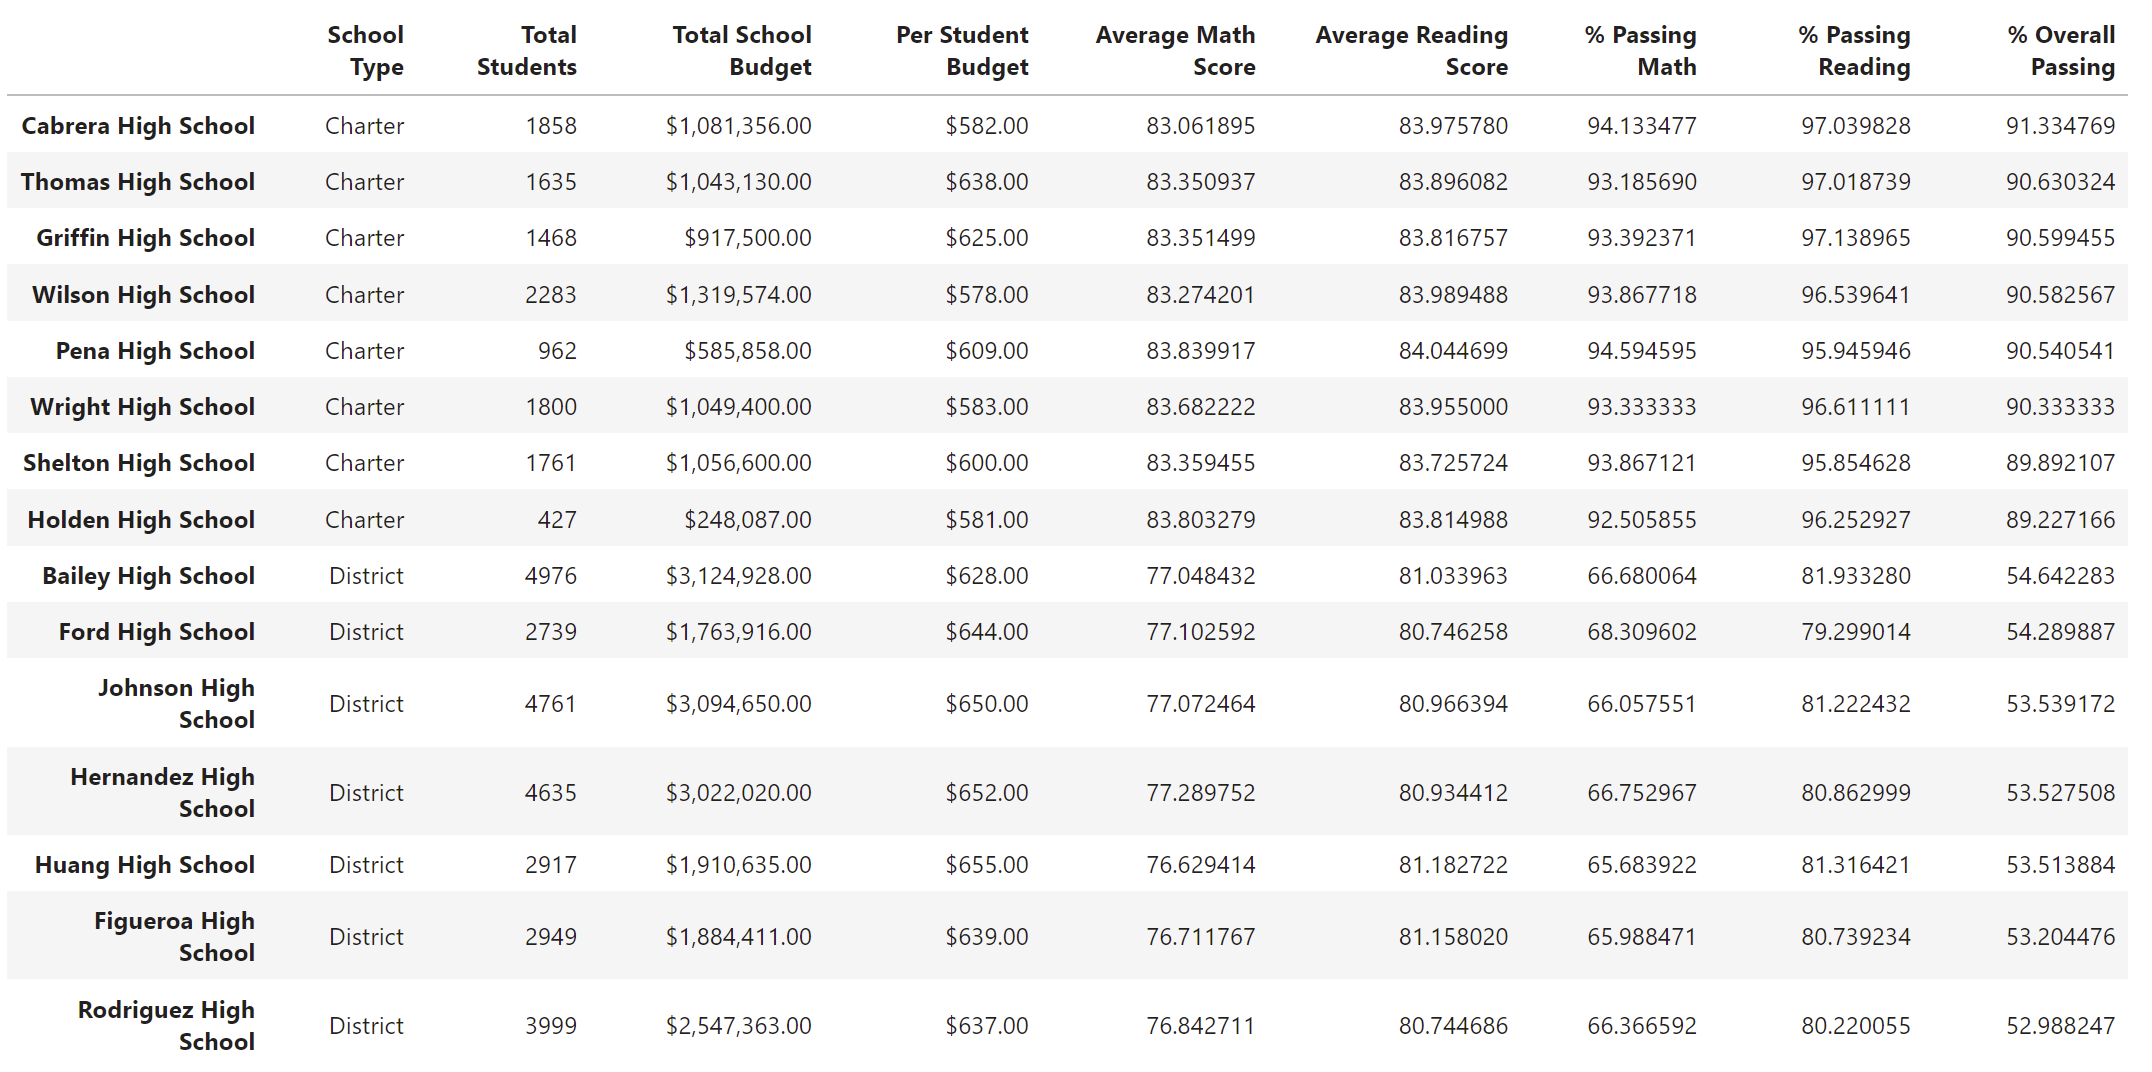 School Type Total Students Total School Budget Per Student Budget Average Math Score Average Reading Score % Passing Math % Passing Reading % Overall Passing
Cabrera High School Charter 1858 $1,081,356.00 $582.00 83.061895 83.975780 94.133477 97.039828 91.334769
Thomas High School Charter 1635 $1,043,130.00 $638.00 83.350937 83.896082 93.185690 97.018739 90.630324
Griffin High School Charter 1468 $917,500.00 $625.00 83.351499 83.816757 93.392371 97.138965 90.599455
Wilson High School Charter 2283 $1,319,574.00 $578.00 83.274201 83.989488 93.867718 96.539641 90.582567
Pena High School Charter 962 $585,858.00 $609.00 83.839917 84.044699 94.594595 95.945946 90.540541
Wright High School Charter 1800 $1,049,400.00 $583.00 83.682222 83.955000 93.333333 96.611111 90.333333
Shelton High School Charter 1761 $1,056,600.00 $600.00 83.359455 83.725724 93.867121 95.854628 89.892107
Holden High School Charter 427 $248,087.00 $581.00 83.803279 83.814988 92.505855 96.252927 89.227166
Bailey High School District 4976 $3,124,928.00 $628.00 77.048432 81.033963 66.680064 81.933280 54.642283
Ford High School District 2739 $1,763,916.00 $644.00 77.102592 80.746258 68.309602 79.299014 54.289887
Johnson High School District 4761 $3,094,650.00 $650.00 77.072464 80.966394 66.057551 81.222432 53.539172
Hernandez High School District 4635 $3,022,020.00 $652.00 77.289752 80.934412 66.752967 80.862999 53.527508
Huang High School District 2917 $1,910,635.00 $655.00 76.629414 81.182722 65.683922 81.316421 53.513884
Figueroa High School District 2949 $1,884,411.00 $639.00 76.711767 81.158020 65.988471 80.739234 53.204476
Rodriguez High School District 3999 $2,547,363.00 $637.00 76.842711 80.744686 66.366592 80.220055 52.988247